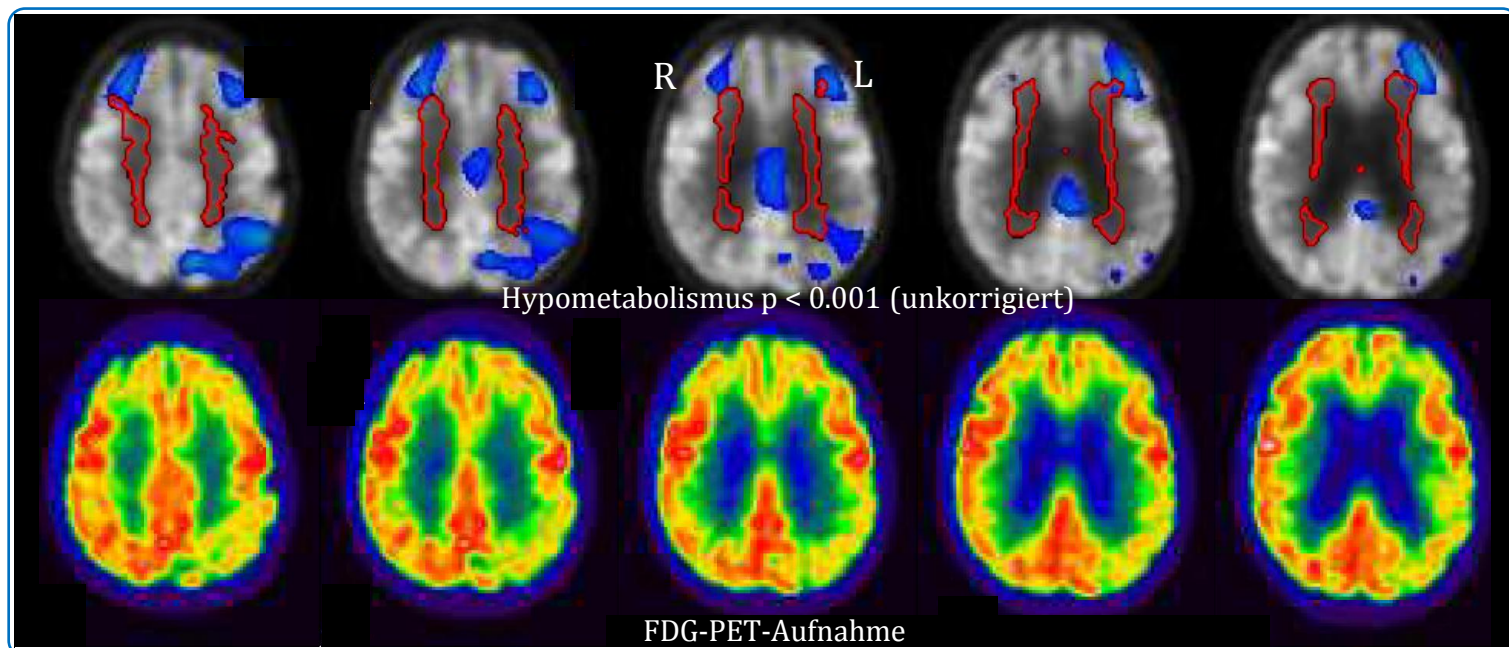 R L
Hypometabolismus p < 0.001 (unkorrigiert)
FDG-PET-Aufnahme